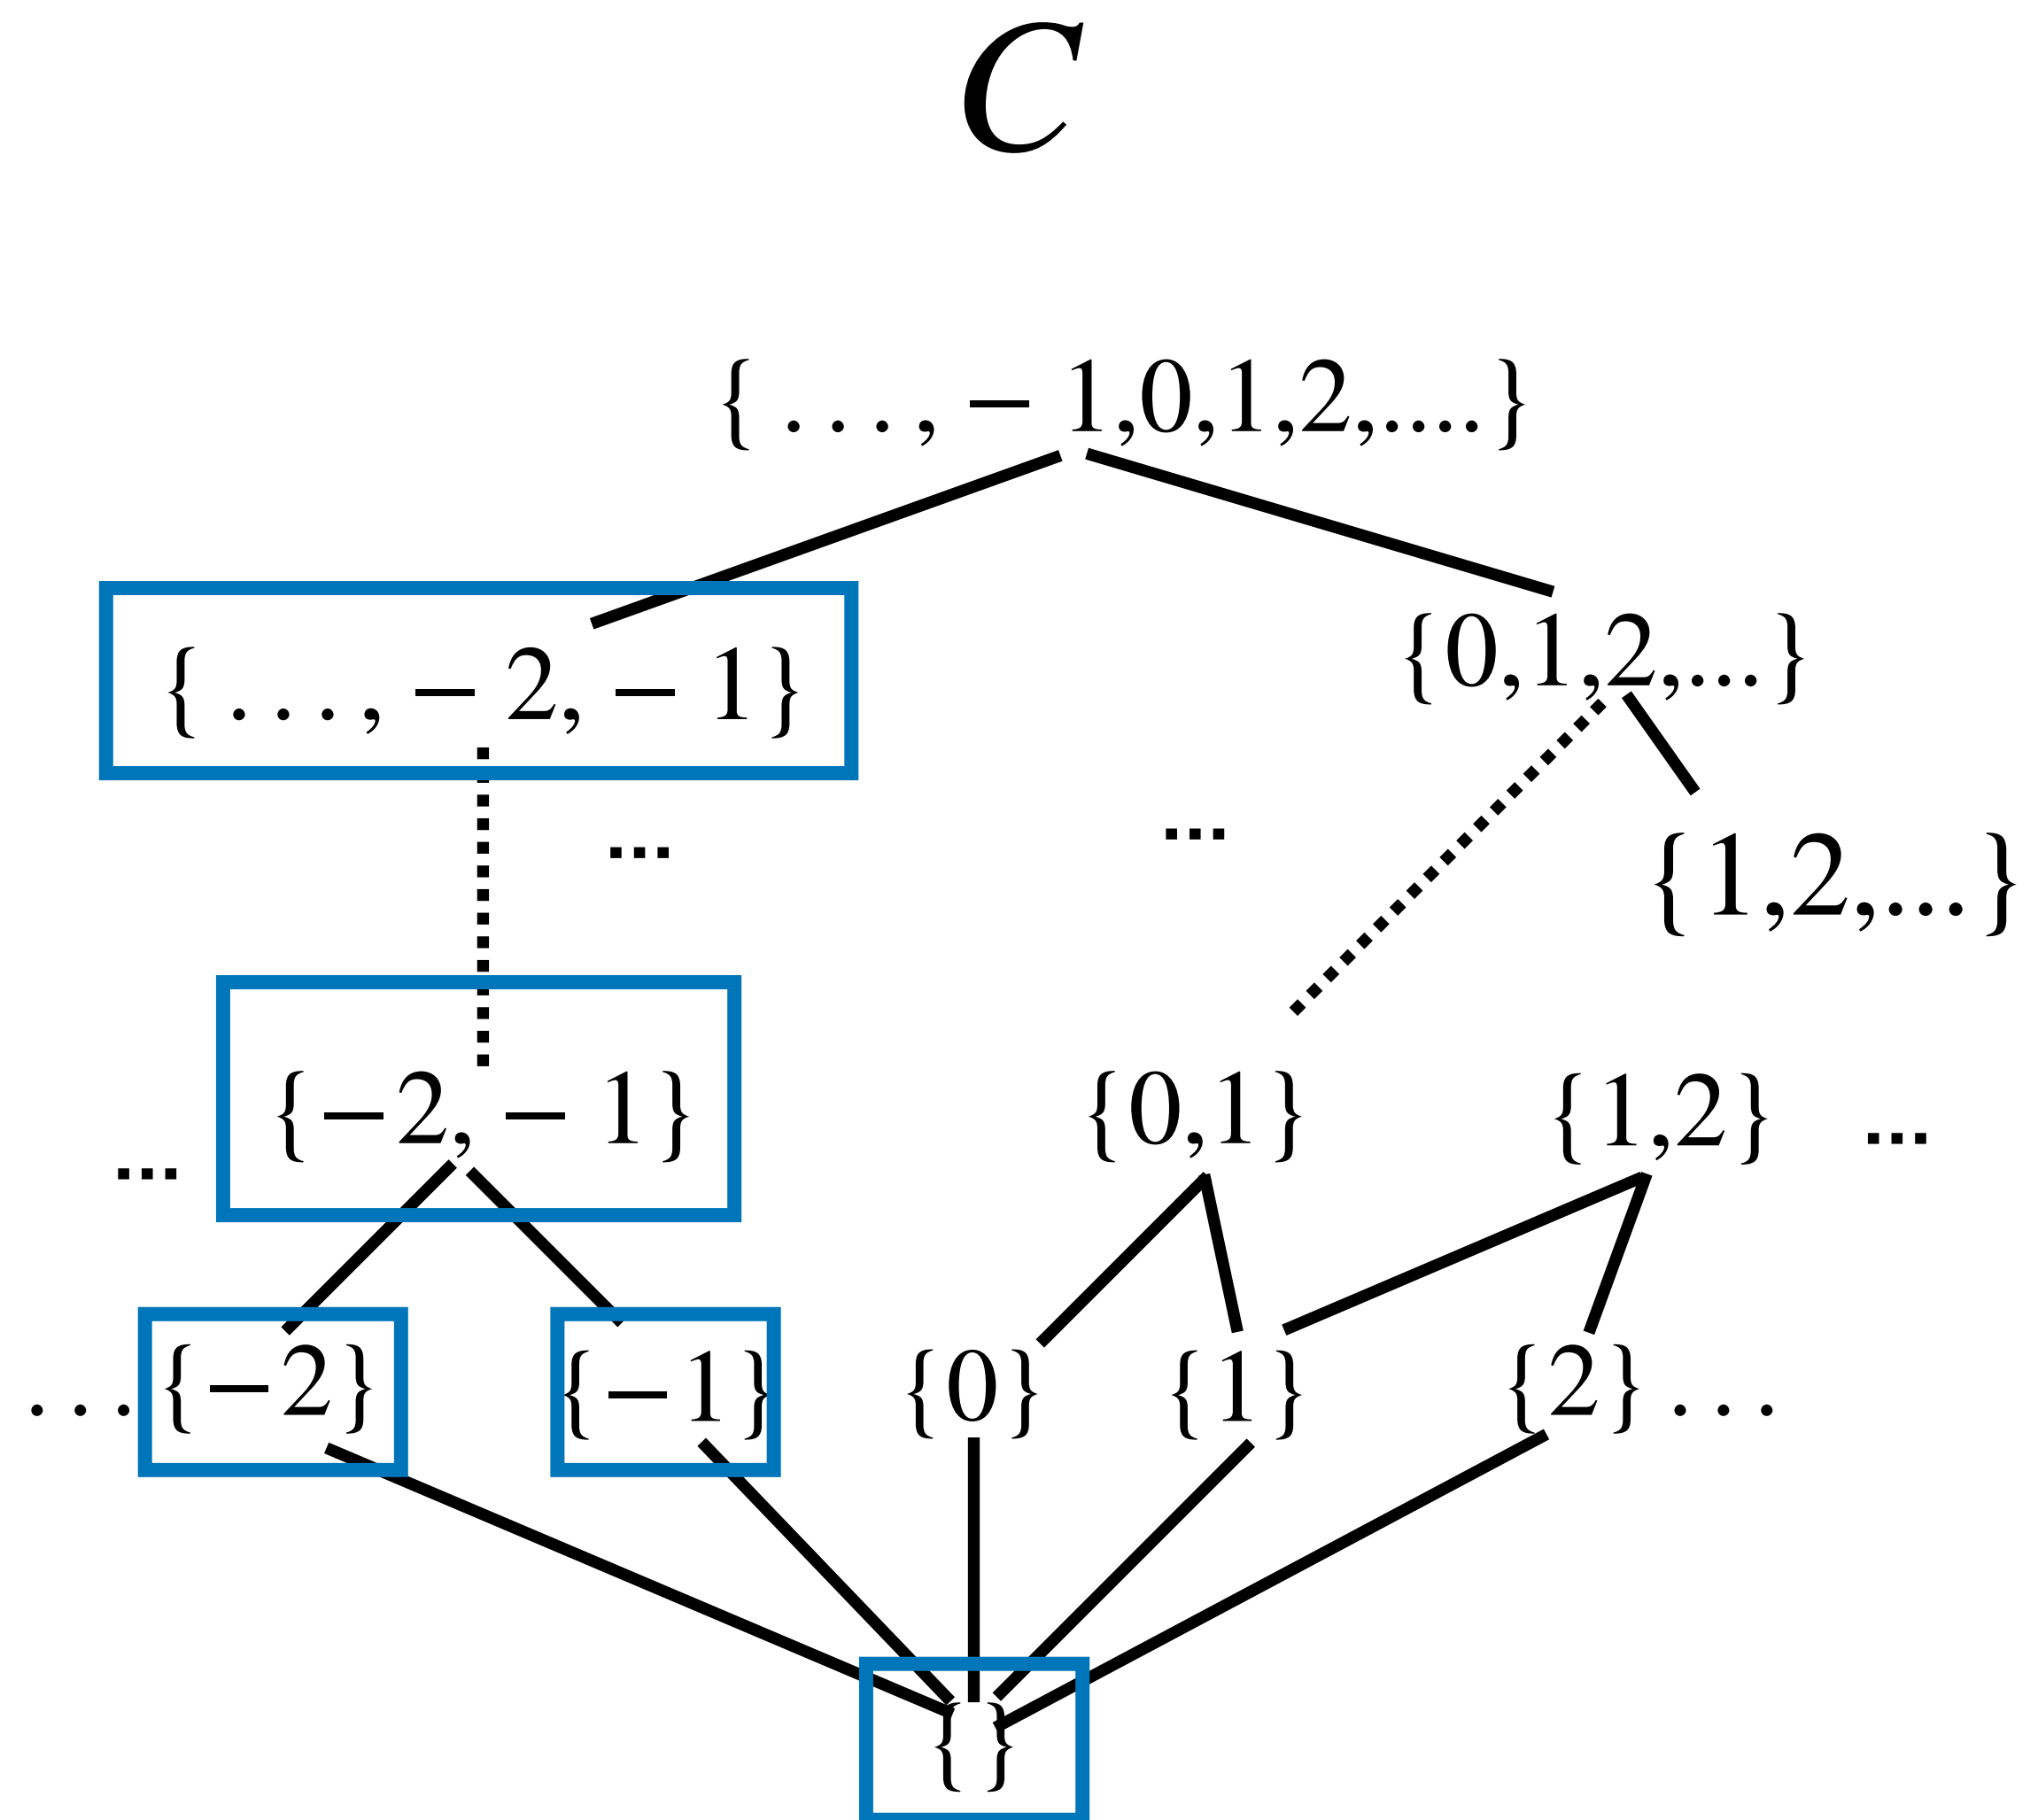 C
{ . . . , − 1,0,1,2,....}
{ . . . , − 2, − 1}
{0,1,2,...}
...
...
{1,2,...}
{−2, − 1}
{0,1}
{1,2}
...
...
. . .
{−2}
{−1}
{0}
{1}
{2}
. . .
{ }